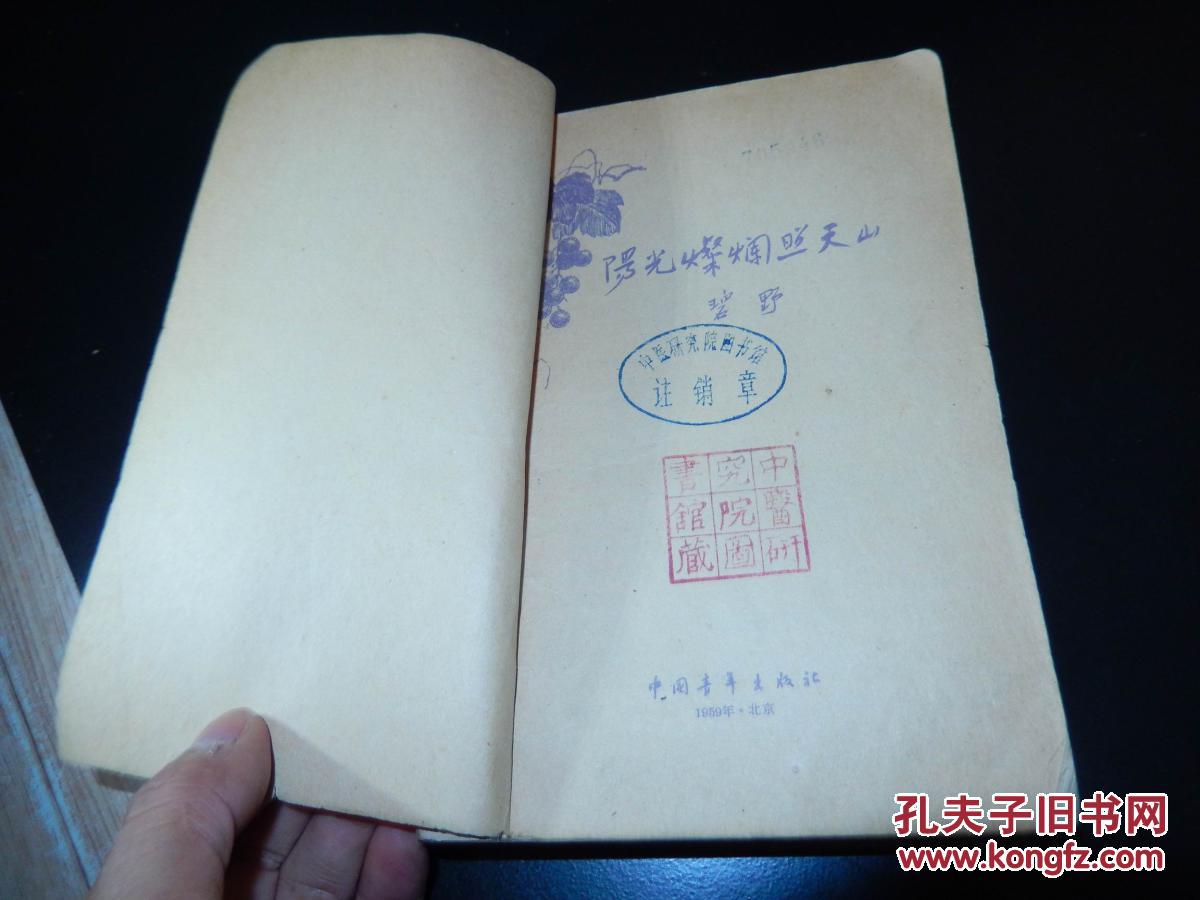 陽光燦爛照天山
碧野
中医研究院图书馆
注销章
中醫研究院圖書館藏
中国青年出版社
1959年·北京
孔夫子旧书网
www.kongfz.com